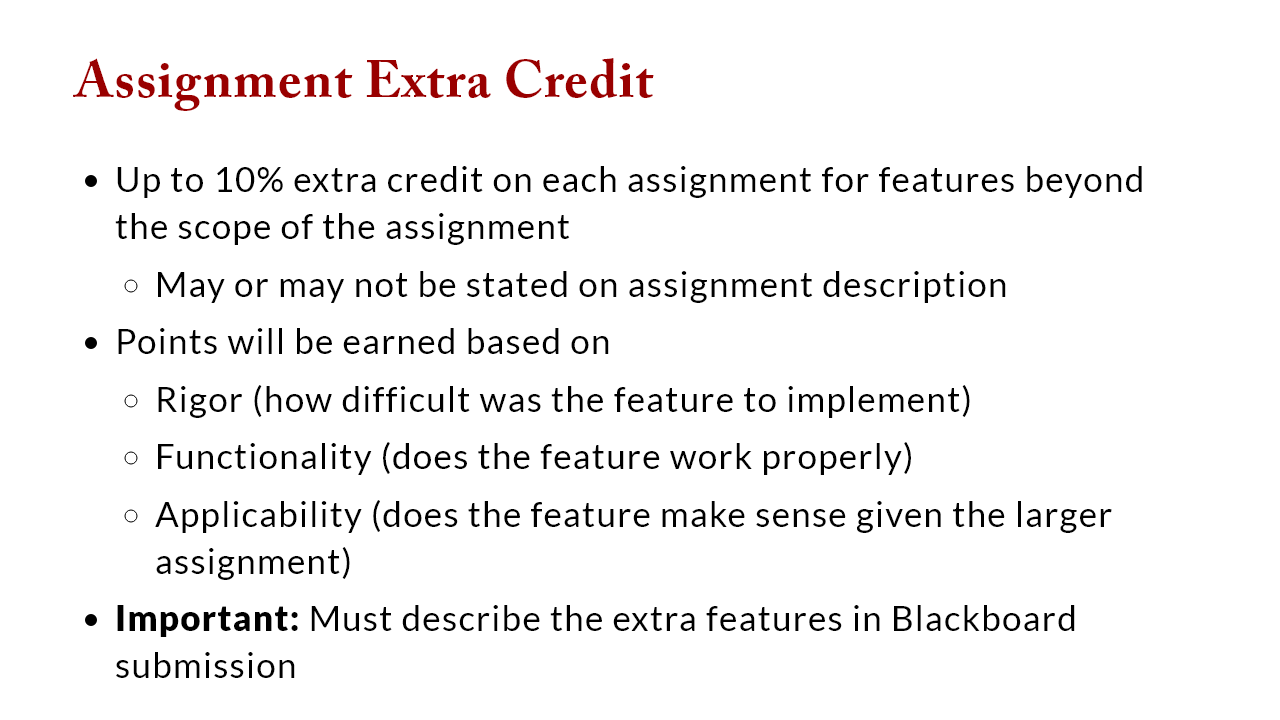 Assignment Extra Credit
• Up to 10% extra credit on each assignment for features beyond
the scope of the assignment
○ May or may not be stated on assignment description
• Points will be earned based on
○ Rigor (how difficult was the feature to implement)
○ Functionality (does the feature work properly)
○ Applicability (does the feature make sense given the larger
assignment)
• Important: Must describe the extra features in Blackboard
submission